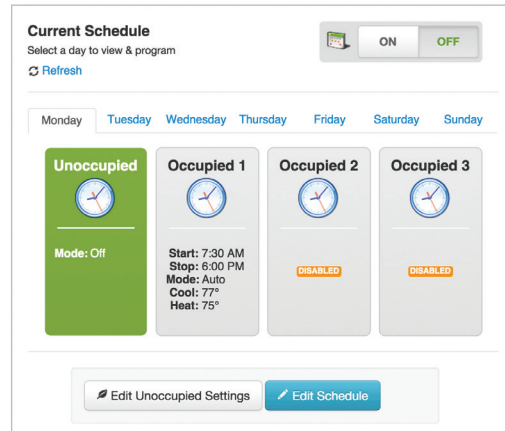 Current Schedule
Select a day to view & program
Refresh
ON OFF
Monday Tuesday Wednesday Thursday Friday Saturday Sunday
Unoccupied
Mode: Off
Occupied 1
Start: 7:30 AM
Stop: 6:00 PM
Mode: Auto
Cool: 77°
Heat: 75°
Occupied 2
DISABLED
Occupied 3
DISABLED
Edit Unoccupied Settings
Edit Schedule